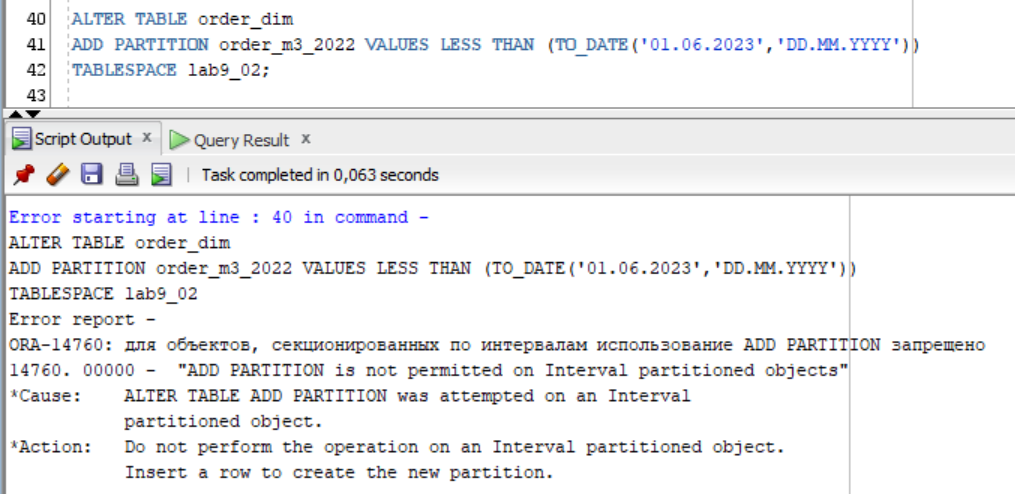 40 ALTER TABLE order_dim
41 ADD PARTITION order_m3_2022 VALUES LESS THAN (TO_DATE('01.06.2023','DD.MM.YYYY'))
42 TABLESPACE lab9_02;
43
Script Output x Query Result x
Task completed in 0,063 seconds
Error starting at line : 40 in command -
ALTER TABLE order_dim
ADD PARTITION order_m3_2022 VALUES LESS THAN (TO_DATE('01.06.2023','DD.MM.YYYY'))
TABLESPACE lab9_02
Error report -
ORA-14760: для объектов, секционированных по интервалам использование ADD PARTITION запрещено
14760. 00000 -  "ADD PARTITION is not permitted on Interval partitioned objects"
*Cause:    ALTER TABLE ADD PARTITION was attempted on an Interval
           partitioned object.
*Action:   Do not perform the operation on an Interval partitioned object.
           Insert a row to create the new partition.